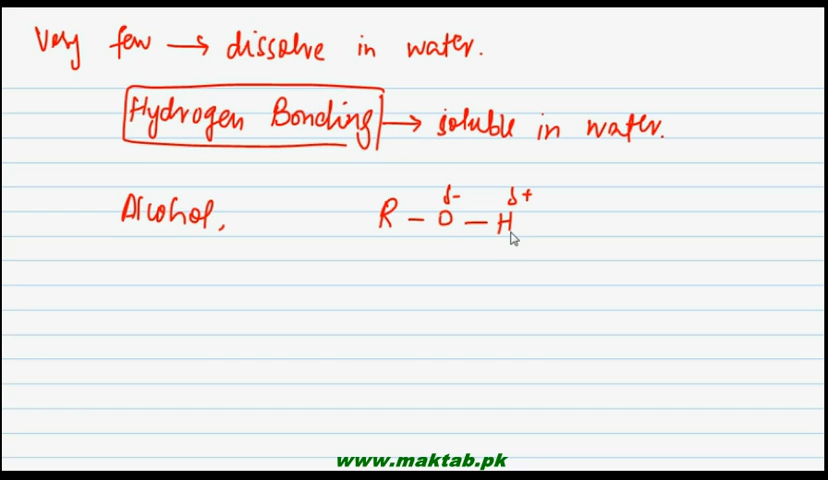 Very few → dissolve in water.
Hydrogen Bonding → soluble in water.
δ- δ+
Alcohol, R - O - H
www.maktab.pk